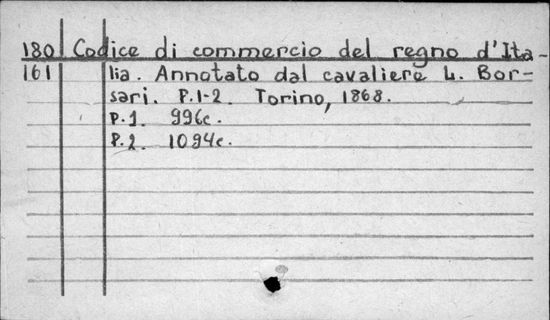 180 Codice di commercio del regno d'Ita-
161 lia. Annotato dal cavaliere L. Bor-
sari. P.1-2. Torino, 1868.
P.1. 996c.
P.2. 1094c.